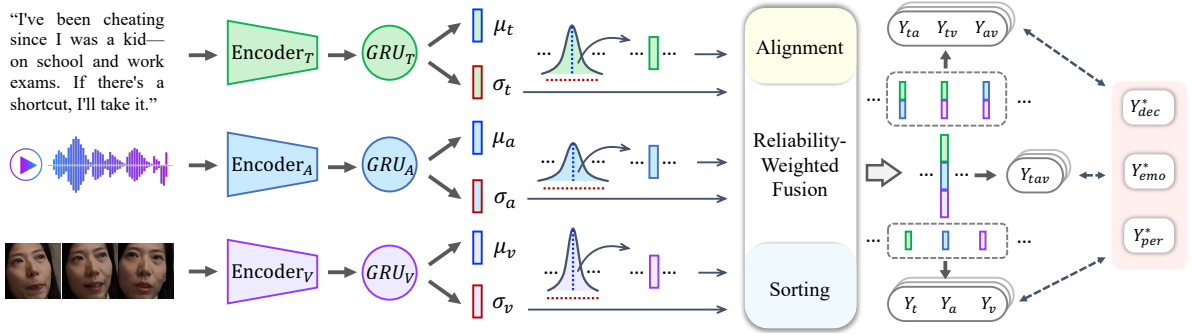 “I've been cheating
since I was a kid—
on school and work
exams. If there's a
shortcut, I'll take it.”
Encoder_T
GRU_T
μ_t
σ_t
...
...
Encoder_A
GRU_A
μ_a
σ_a
...
...
Encoder_V
GRU_V
μ_v
σ_v
...
...
Alignment
Reliability-
Weighted
Fusion
Sorting
Y_ta Y_tv Y_av
... ...
... ...
Y_tav
... ...
Y_t Y_a Y_v
Y*_dec
Y*_emo
Y*_per